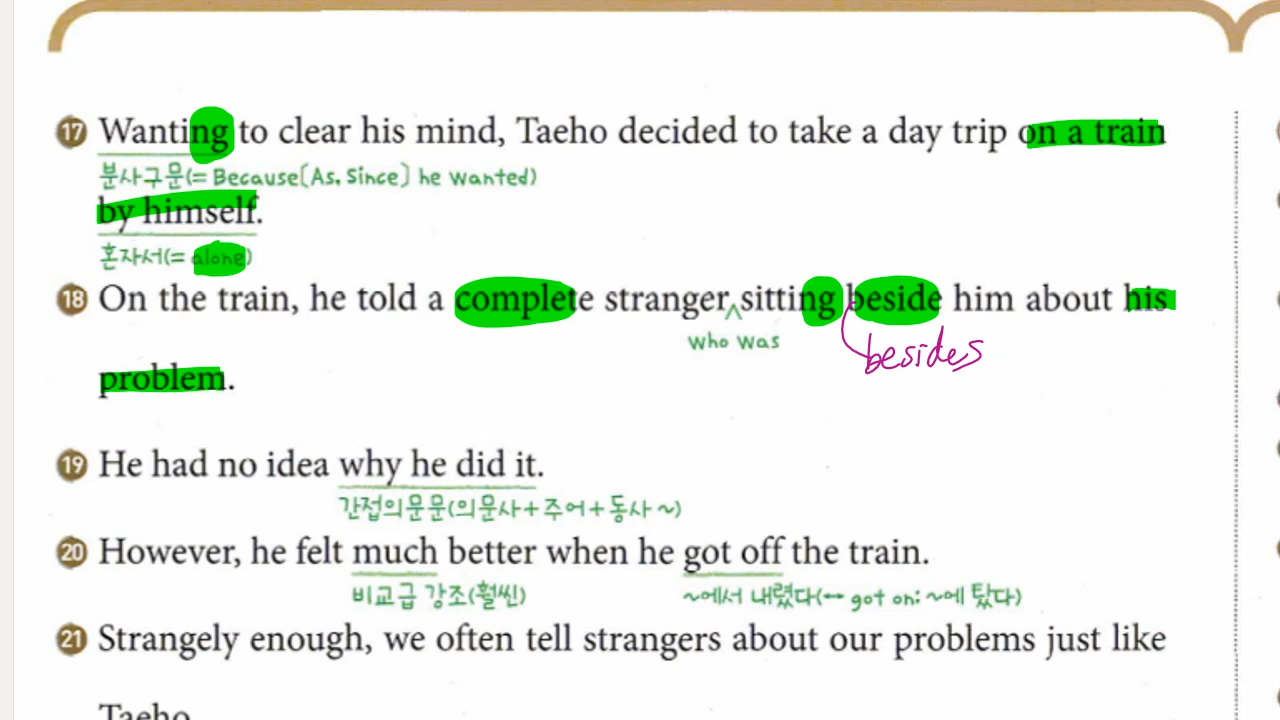 17 Wanting to clear his mind, Taeho decided to take a day trip on a train
분사구문(= Because[As, Since] he wanted)
by himself.
혼자서(= alone)
18 On the train, he told a complete stranger ^ sitting beside him about his
who was
besides
problem.
19 He had no idea why he did it.
간접의문문(의문사+주어+동사 ~)
20 However, he felt much better when he got off the train.
비교급 강조(훨씬)
~에서 내렸다(↔ got on: ~에 탔다)
21 Strangely enough, we often tell strangers about our problems just like
Taeho